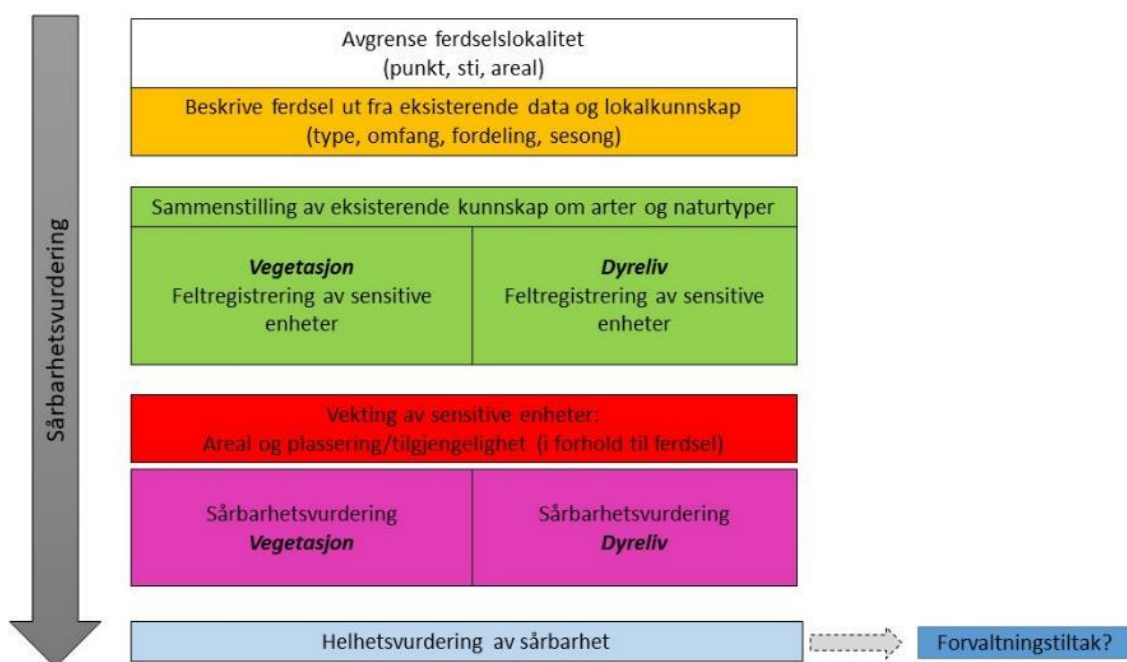 Sårbarhetsvurdering
Avgrense ferdselslokalitet
(punkt, sti, areal)
Beskrive ferdsel ut fra eksisterende data og lokalkunnskap
(type, omfang, fordeling, sesong)
Sammenstilling av eksisterende kunnskap om arter og naturtyper
Vegetasjon
Feltregistrering av sensitive
enheter
Dyreliv
Feltregistrering av sensitive
enheter
Vekting av sensitive enheter:
Areal og plassering/tilgjengelighet (i forhold til ferdsel)
Sårbarhetsvurdering
Vegetasjon
Sårbarhetsvurdering
Dyreliv
Helhetsvurdering av sårbarhet
Forvaltningstiltak?